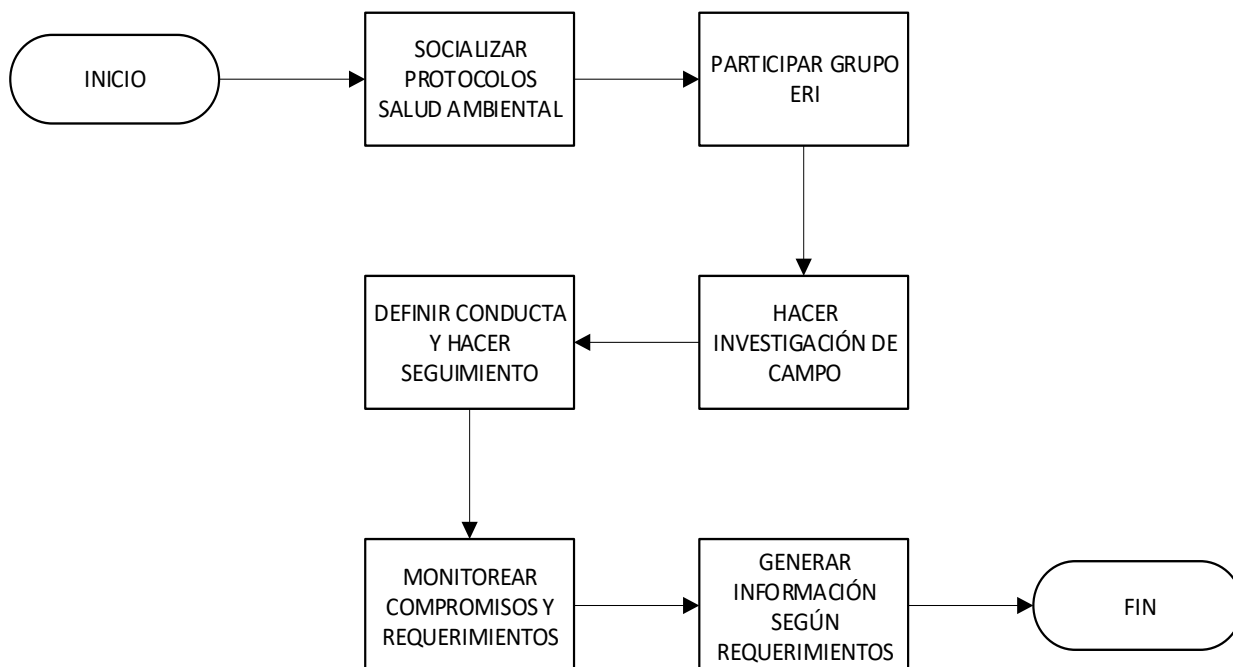 INICIO
SOCIALIZAR
PROTOCOLOS
SALUD AMBIENTAL
PARTICIPAR GRUPO
ERI
HACER
INVESTIGACIÓN DE
CAMPO
DEFINIR CONDUCTA
Y HACER
SEGUIMIENTO
MONITOREAR
COMPROMISOS Y
REQUERIMIENTOS
GENERAR
INFORMACIÓN
SEGÚN
REQUERIMIENTOS
FIN